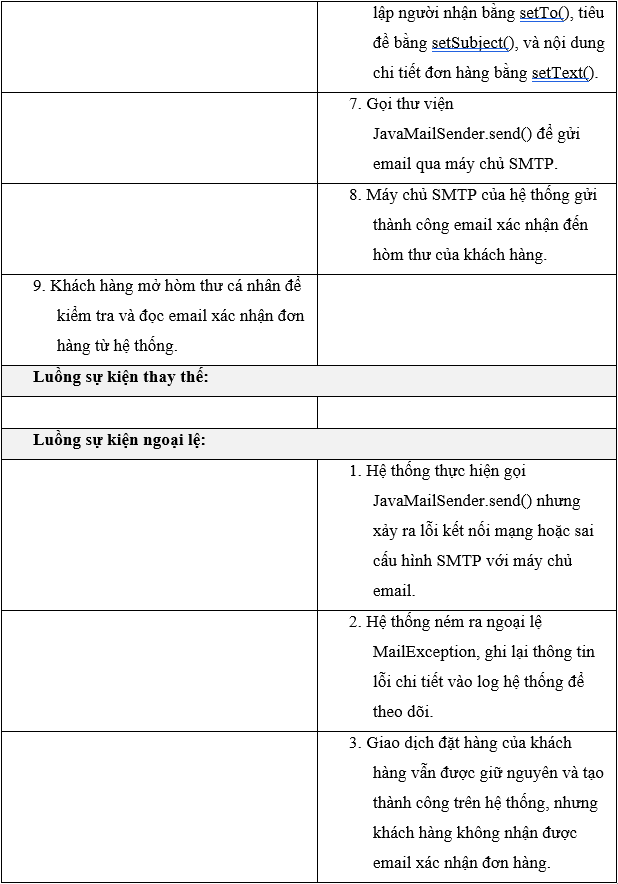 lập người nhận bằng setTo(), tiêu
đề bằng setSubject(), và nội dung
chi tiết đơn hàng bằng setText().
7. Gọi thư viện
JavaMailSender.send() để gửi
email qua máy chủ SMTP.
8. Máy chủ SMTP của hệ thống gửi
thành công email xác nhận đến
hòm thư của khách hàng.
9. Khách hàng mở hòm thư cá nhân để
kiểm tra và đọc email xác nhận đơn
hàng từ hệ thống.
Luồng sự kiện thay thế:
Luồng sự kiện ngoại lệ:
1. Hệ thống thực hiện gọi
JavaMailSender.send() nhưng
xảy ra lỗi kết nối mạng hoặc sai
cấu hình SMTP với máy chủ
email.
2. Hệ thống ném ra ngoại lệ
MailException, ghi lại thông tin
lỗi chi tiết vào log hệ thống để
theo dõi.
3. Giao dịch đặt hàng của khách
hàng vẫn được giữ nguyên và tạo
thành công trên hệ thống, nhưng
khách hàng không nhận được
email xác nhận đơn hàng.